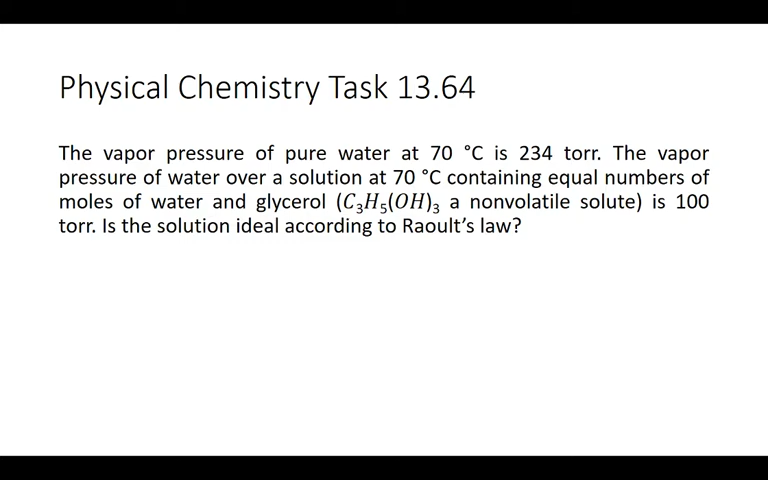 Physical Chemistry Task 13.64
The vapor pressure of pure water at 70 °C is 234 torr. The vapor
pressure of water over a solution at 70 °C containing equal numbers of
moles of water and glycerol (C₃H₅(OH)₃ a nonvolatile solute) is 100
torr. Is the solution ideal according to Raoult’s law?